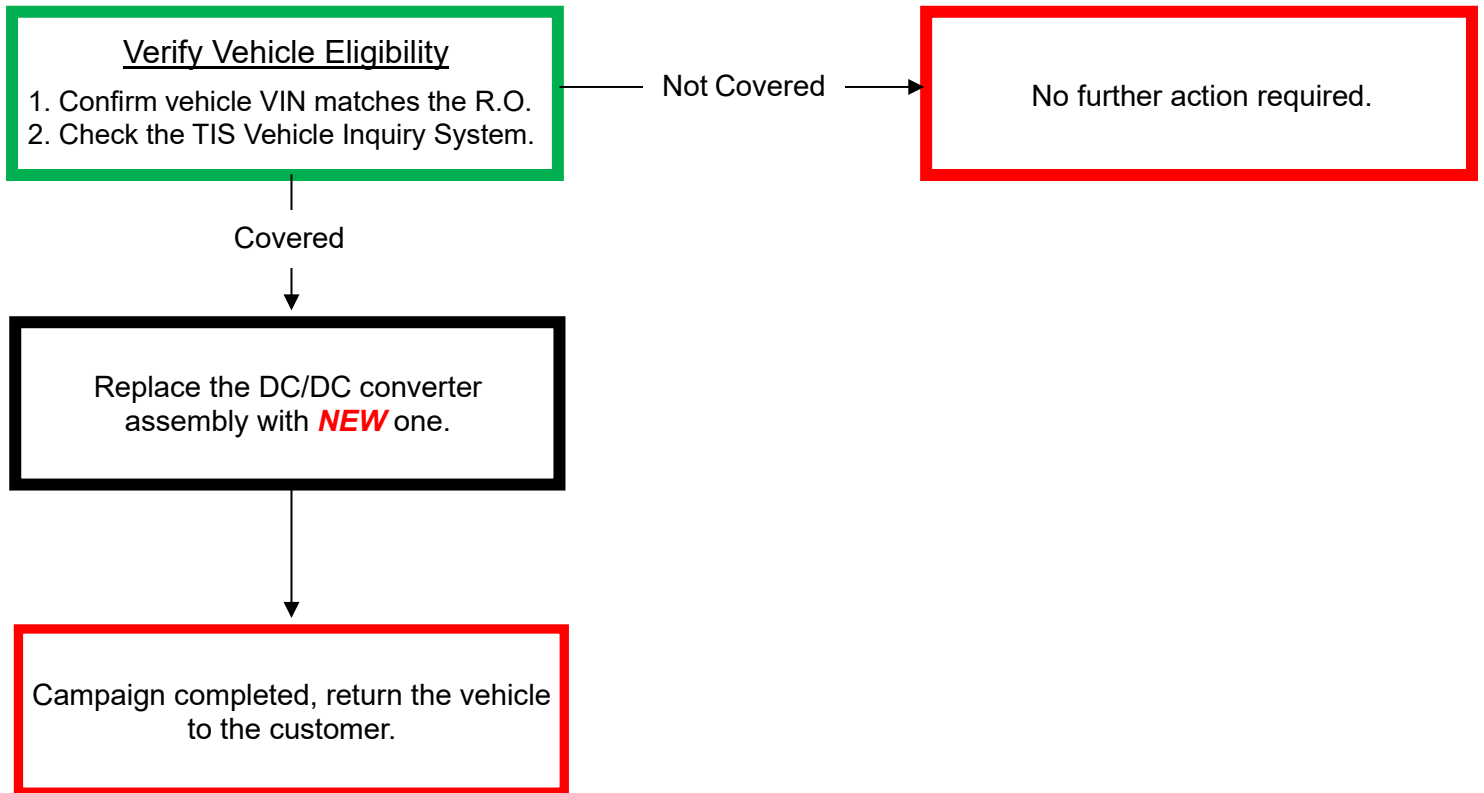 Verify Vehicle Eligibility
1. Confirm vehicle VIN matches the R.O.
2. Check the TIS Vehicle Inquiry System.
Not Covered
No further action required.
Covered
Replace the DC/DC converter
assembly with NEW one.
Campaign completed, return the vehicle
to the customer.